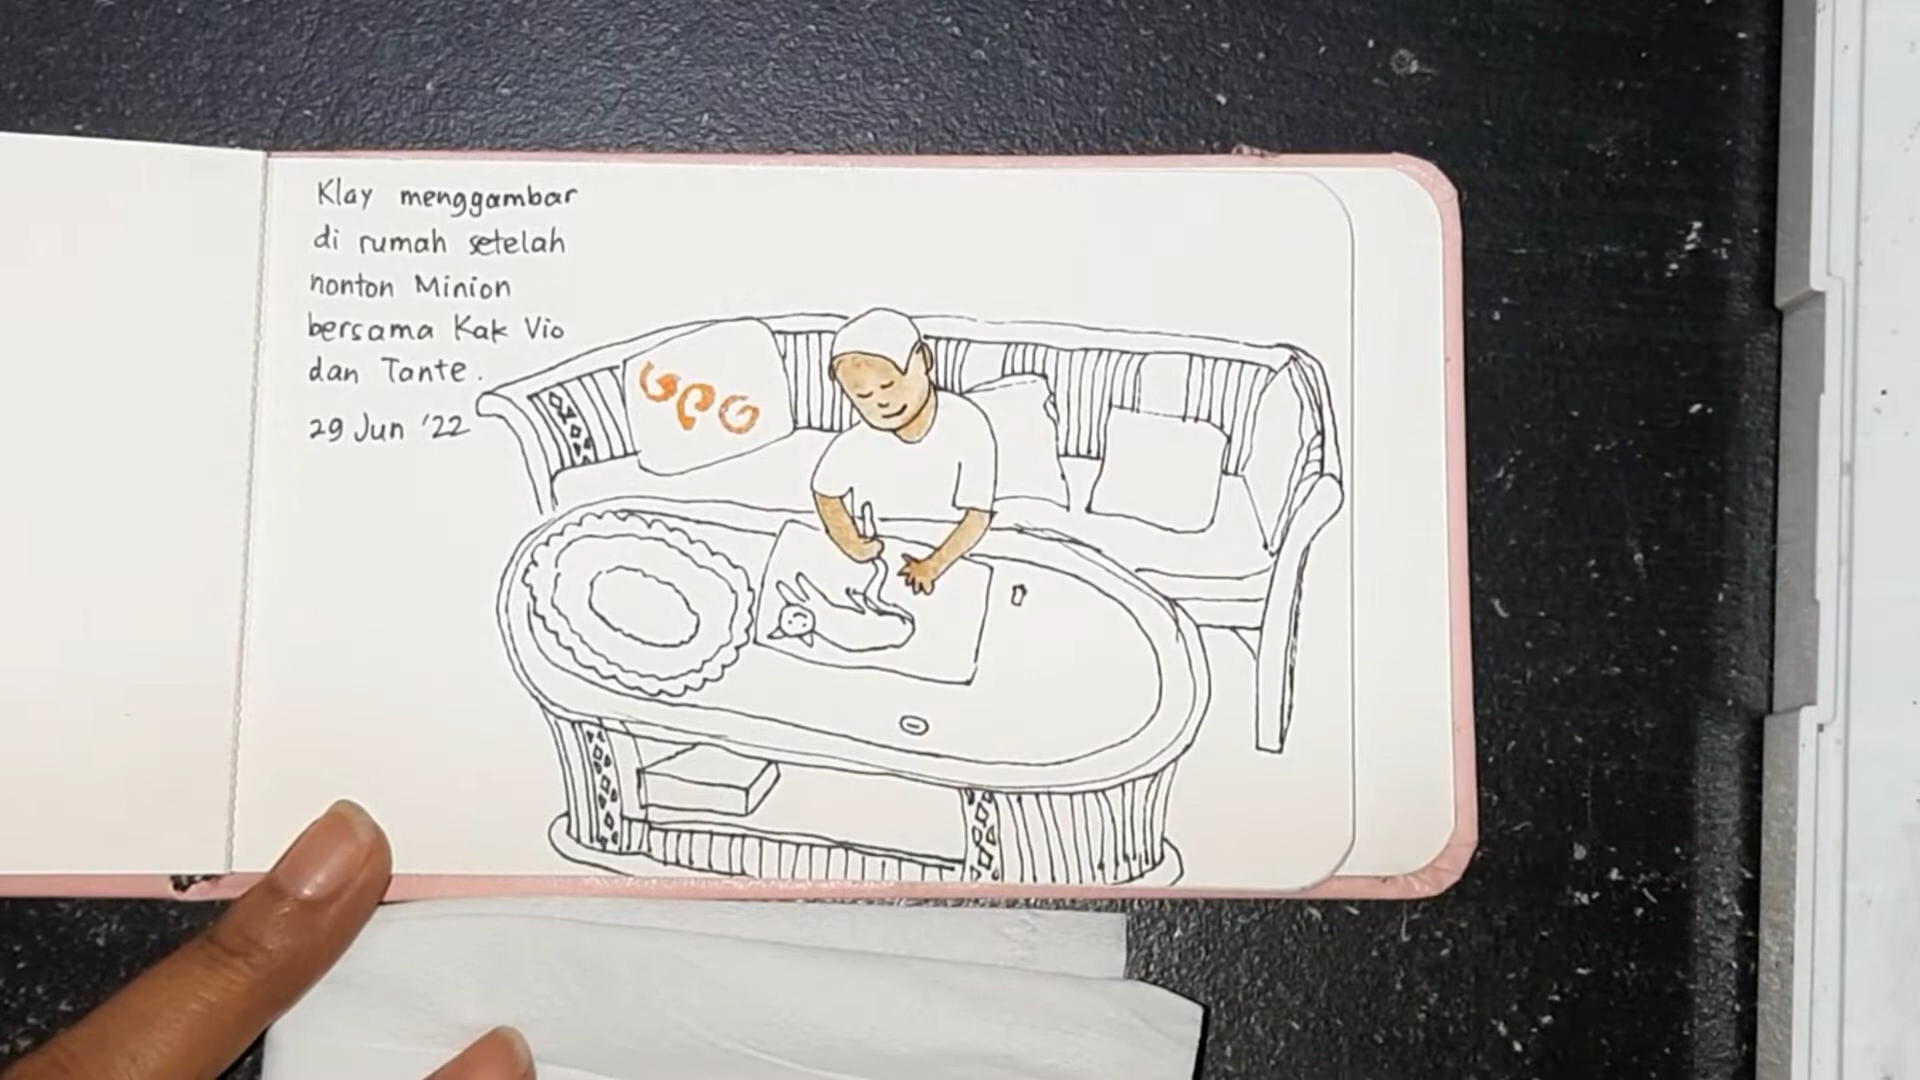 Klay menggambar
di rumah setelah
nonton Minion
bersama Kak Vio
dan Tante.
29 Jun '22